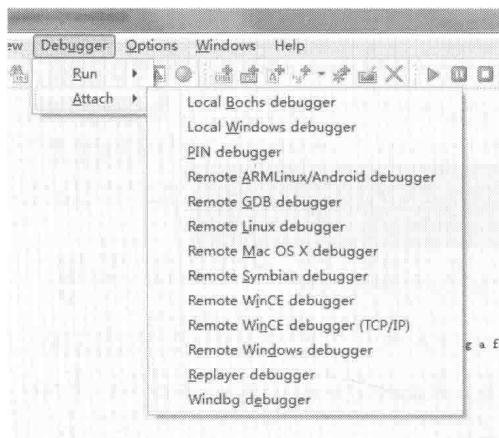 ew Debugger Options Windows Help
Run
Attach
Local Bochs debugger
Local Windows debugger
PIN debugger
Remote ARMLinux/Android debugger
Remote GDB debugger
Remote Linux debugger
Remote Mac OS X debugger
Remote Symbian debugger
Remote WinCE debugger
Remote WinCE debugger (TCP/IP)
Remote Windows debugger
Replayer debugger
Windbg debugger
g a f